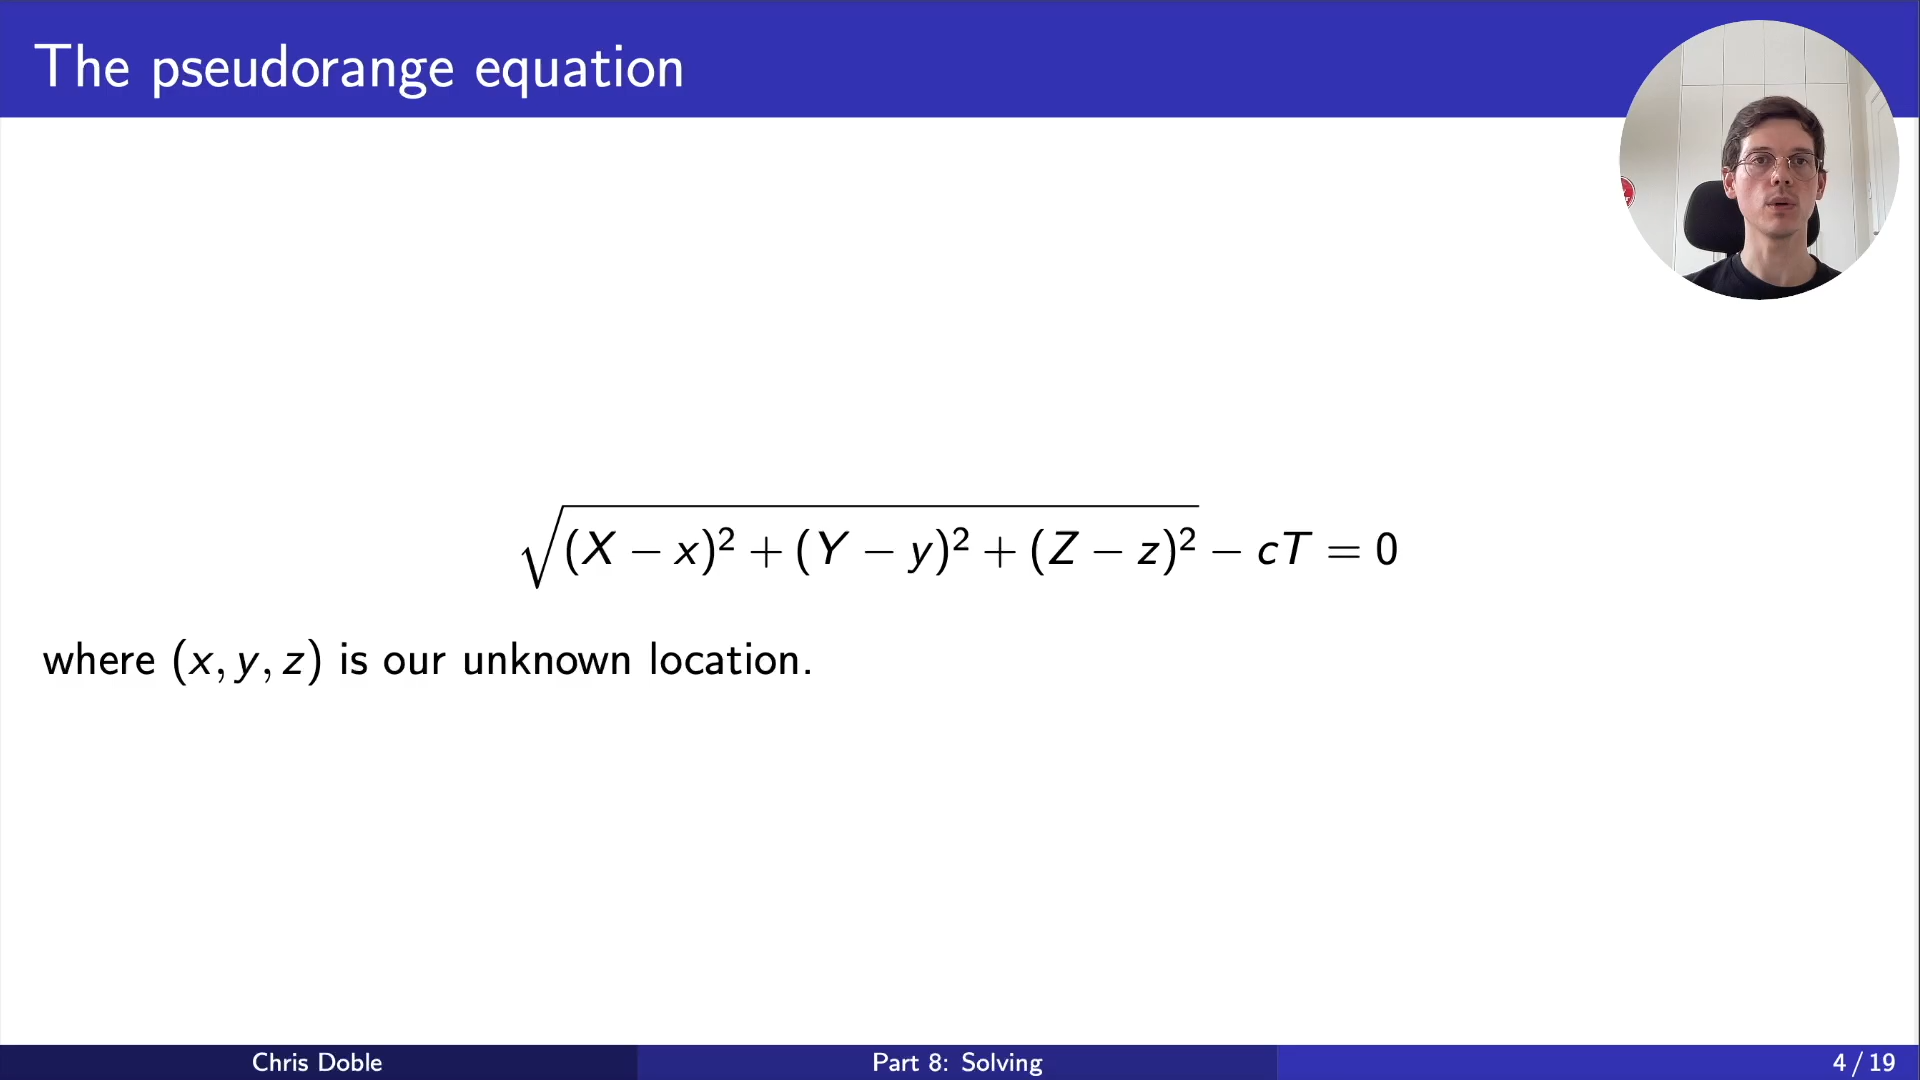 The pseudorange equation
√(X − x)² + (Y − y)² + (Z − z)² − cT = 0
where (x, y, z) is our unknown location.
Chris Doble
Part 8: Solving
4 / 19